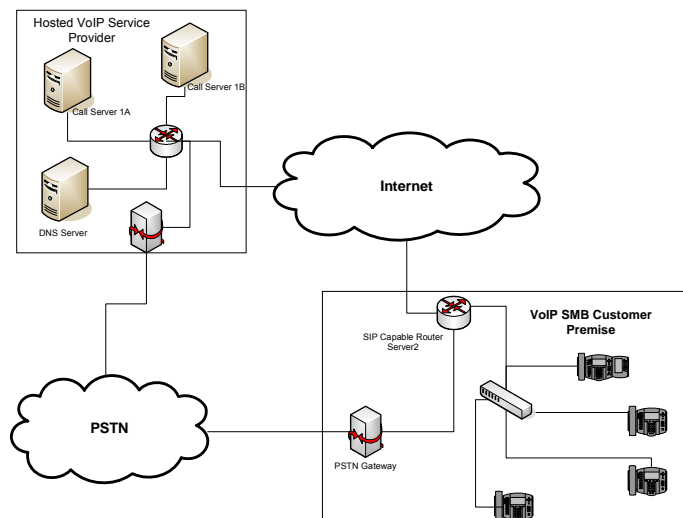 Hosted VoIP Service
Provider
Call Server 1B
Call Server 1A
DNS Server
Internet
VoIP SMB Customer
Premise
SIP Capable Router
Server2
PSTN
PSTN Gateway